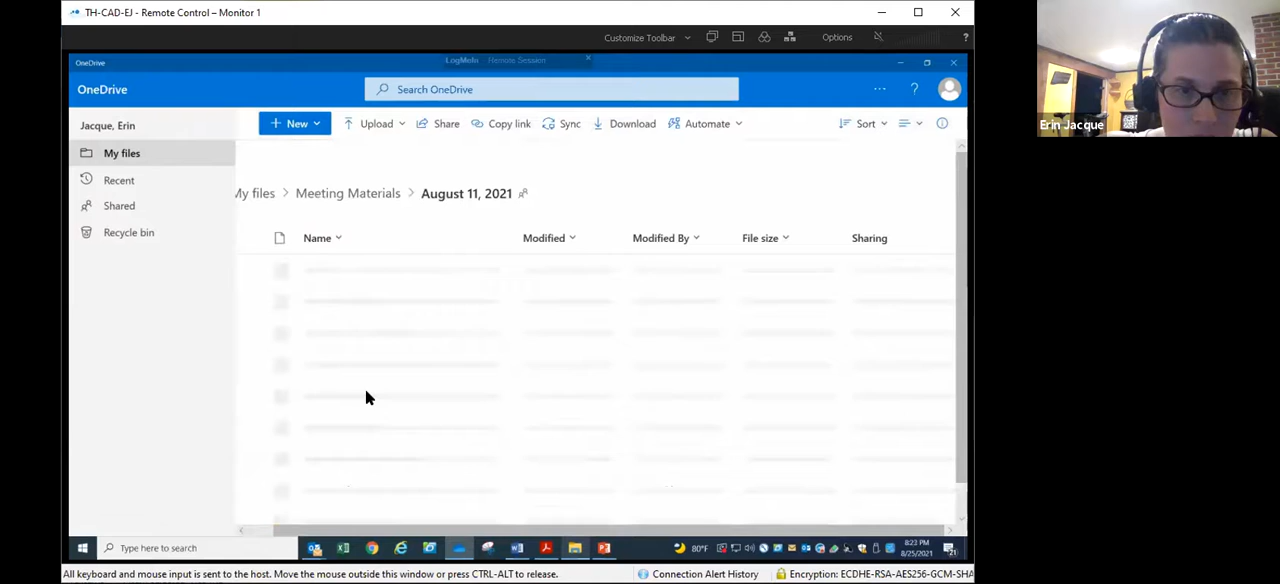 TH-CAD-EJ - Remote Control – Monitor 1
Customize Toolbar
Options
?
OneDrive
LogMeIn - Remote Session
OneDrive
Search OneDrive
?
Jacque, Erin
New
Upload
Share
Copy link
Sync
Download
Automate
Sort
My files
Recent
Shared
Recycle bin
My files > Meeting Materials > August 11, 2021
Name
Modified
Modified By
File size
Sharing
Type here to search
80°F
8:23 PM
8/25/2021
21
All keyboard and mouse input is sent to the host. Move the mouse outside this window or press CTRL-ALT to release.
Connection Alert History
Encryption: ECDHE-RSA-AES256-GCM-SHA
Erin Jacque